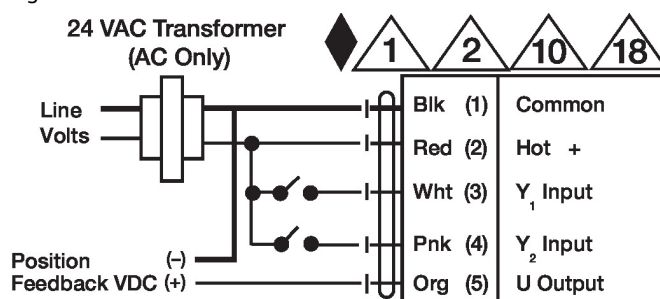 24 VAC Transformer
(AC Only)
1 2 10 18
Line
Volts
Blk (1) Common
Red (2) Hot +
Wht (3) Y1 Input
Pnk (4) Y2 Input
Position (-)
Feedback VDC (+)
Org (5) U Output